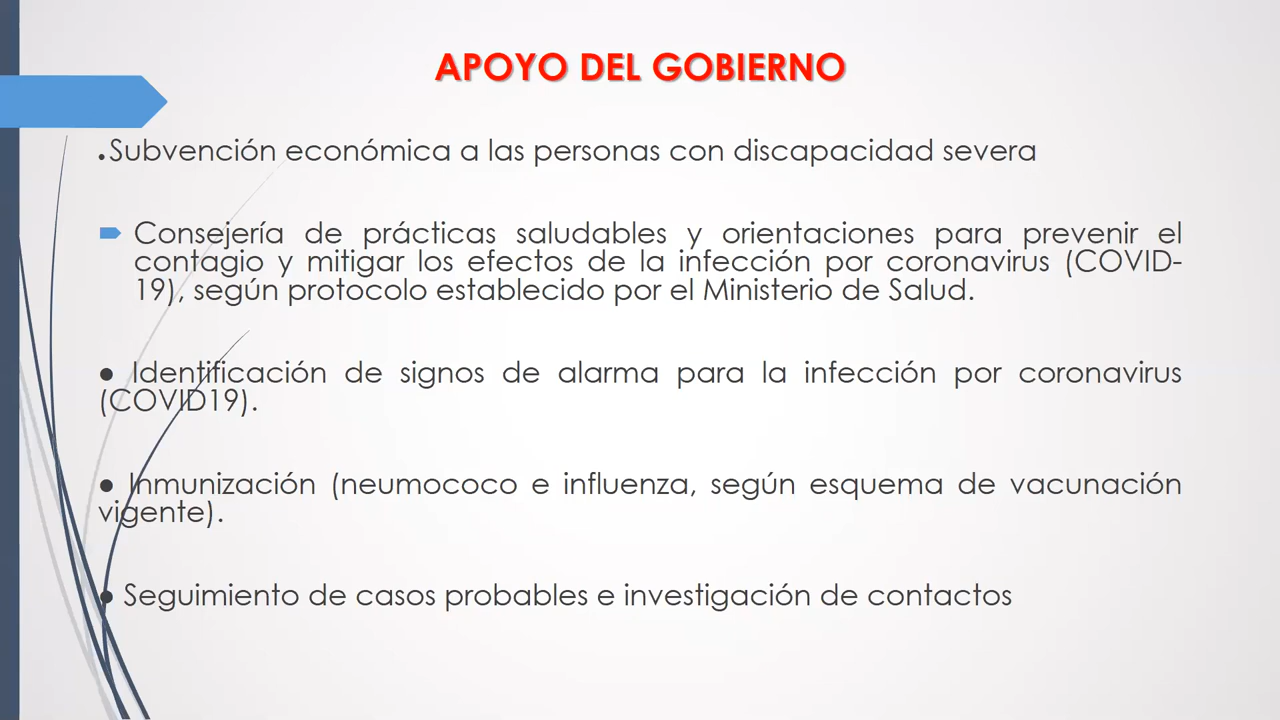 APOYO DEL GOBIERNO
.Subvención económica a las personas con discapacidad severa
Consejería de prácticas saludables y orientaciones para prevenir el
contagio y mitigar los efectos de la infección por coronavirus (COVID-
19), según protocolo establecido por el Ministerio de Salud.
● Identificación de signos de alarma para la infección por coronavirus
(COVID19).
● Inmunización (neumococo e influenza, según esquema de vacunación
vigente).
● Seguimiento de casos probables e investigación de contactos